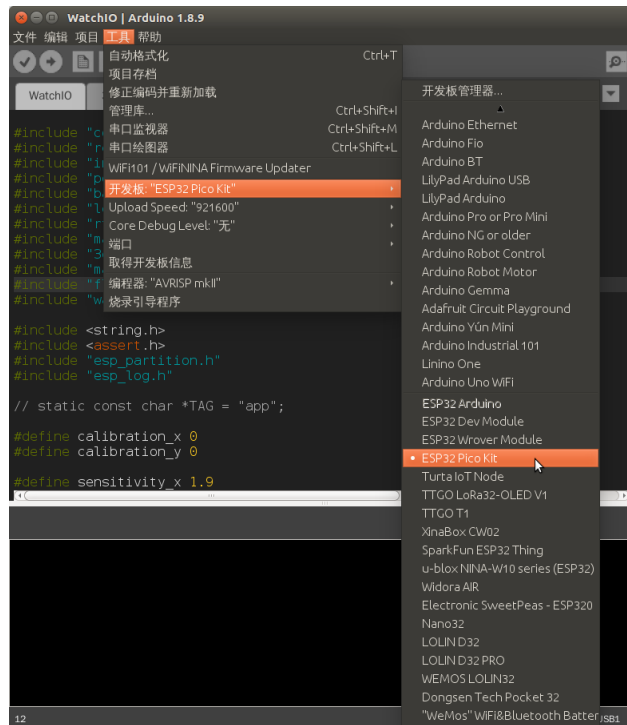 WatchIO | Arduino 1.8.9
文件 编辑 项目 工具 帮助
自动格式化 Ctrl+T
项目存档
修正编码并重新加载
管理库... Ctrl+Shift+I
串口监视器 Ctrl+Shift+M
串口绘图器 Ctrl+Shift+L
WiFi101 / WiFiNINA Firmware Updater
开发板: "ESP32 Pico Kit"
Upload Speed: "921600"
Core Debug Level: "无"
端口
取得开发板信息
编程器: "AVRISP mkII"
烧录引导程序
开发板管理器...
Arduino Ethernet
Arduino Fio
Arduino BT
LilyPad Arduino USB
LilyPad Arduino
Arduino Pro or Pro Mini
Arduino NG or older
Arduino Robot Control
Arduino Robot Motor
Arduino Gemma
Adafruit Circuit Playground
Arduino Yún Mini
Arduino Industrial 101
Linino One
Arduino Uno WiFi
ESP32 Arduino
ESP32 Dev Module
ESP32 Wrover Module
ESP32 Pico Kit
Turta IoT Node
TTGO LoRa32-OLED V1
TTGO T1
XinaBox CW02
SparkFun ESP32 Thing
u-blox NINA-W10 series (ESP32)
Widora AIR
Electronic SweetPeas - ESP320
Nano32
LOLIN D32
LOLIN D32 PRO
WEMOS LOLIN32
Dongsen Tech Pocket 32
"WeMos" WiFi&Bluetooth Batter
WatchIO
#include "c
#include "r
#include "i
#include "p
#include "b
#include "l
#include "r
#include "m
#include "3
#include "m
#include "f
#include "w
#include <string.h>
#include <assert.h>
#include "esp_partition.h"
#include "esp_log.h"
// static const char *TAG = "app";
#define calibration_x 0
#define calibration_y 0
#define sensitivity_x 1.9
12